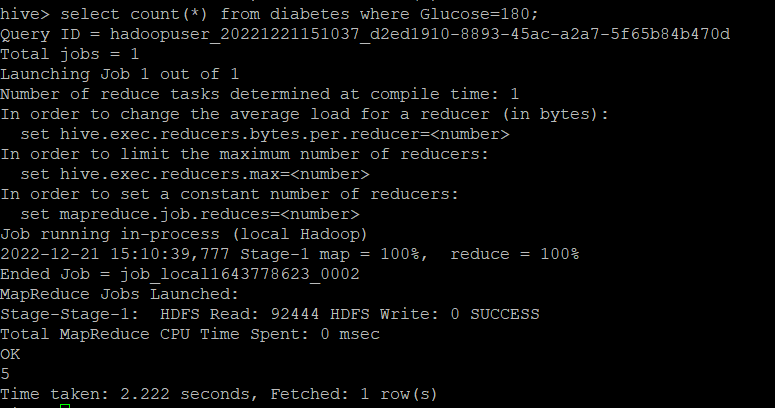 hive> select count(*) from diabetes where Glucose=180;
Query ID = hadoopuser_20221221151037_d2ed1910-8893-45ac-a2a7-5f65b84b470d
Total jobs = 1
Launching Job 1 out of 1
Number of reduce tasks determined at compile time: 1
In order to change the average load for a reducer (in bytes):
  set hive.exec.reducers.bytes.per.reducer=<number>
In order to limit the maximum number of reducers:
  set hive.exec.reducers.max=<number>
In order to set a constant number of reducers:
  set mapreduce.job.reduces=<number>
Job running in-process (local Hadoop)
2022-12-21 15:10:39,777 Stage-1 map = 100%,  reduce = 100%
Ended Job = job_local1643778623_0002
MapReduce Jobs Launched:
Stage-Stage-1:  HDFS Read: 92444 HDFS Write: 0 SUCCESS
Total MapReduce CPU Time Spent: 0 msec
OK
5
Time taken: 2.222 seconds, Fetched: 1 row(s)